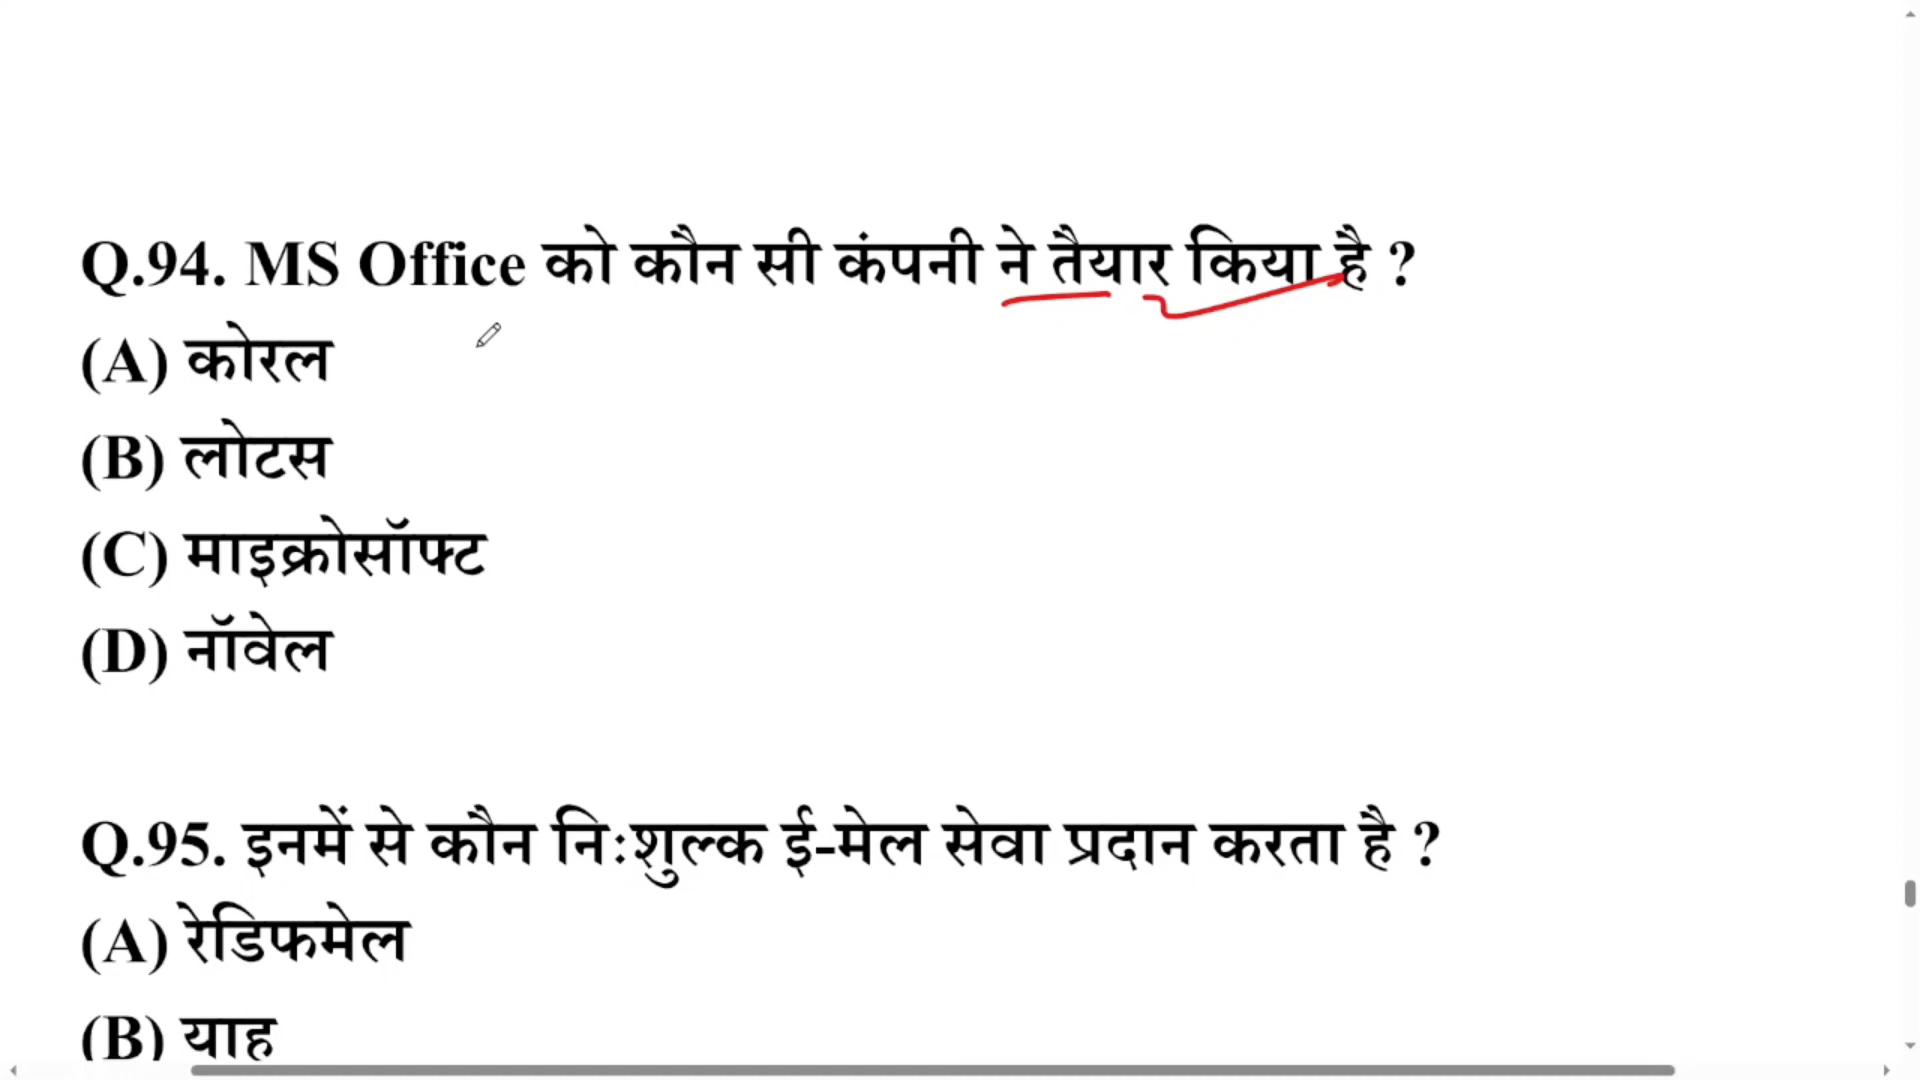 Q.94. MS Office को कौन सी कंपनी ने तैयार किया है ?
(A) कोरल
(B) लोटस
(C) माइक्रोसॉफ्ट
(D) नॉवेल
Q.95. इनमें से कौन निःशुल्क ई-मेल सेवा प्रदान करता है ?
(A) रेडिफमेल
(B)